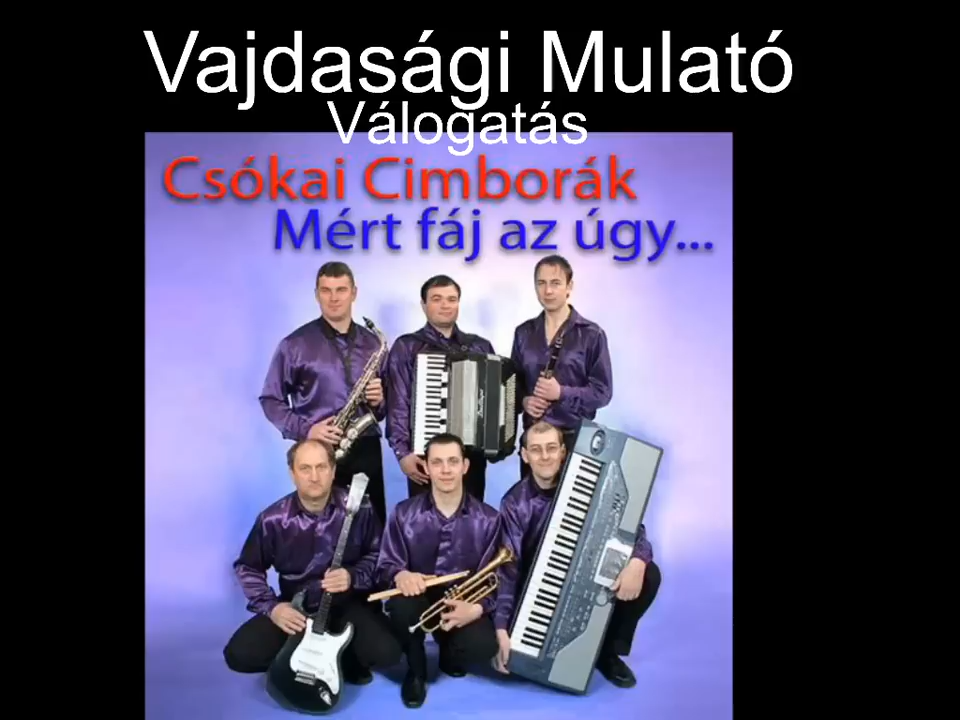 Vajdasági Mulató
Válogatás
Csókai Cimborák
Mért fáj az úgy...